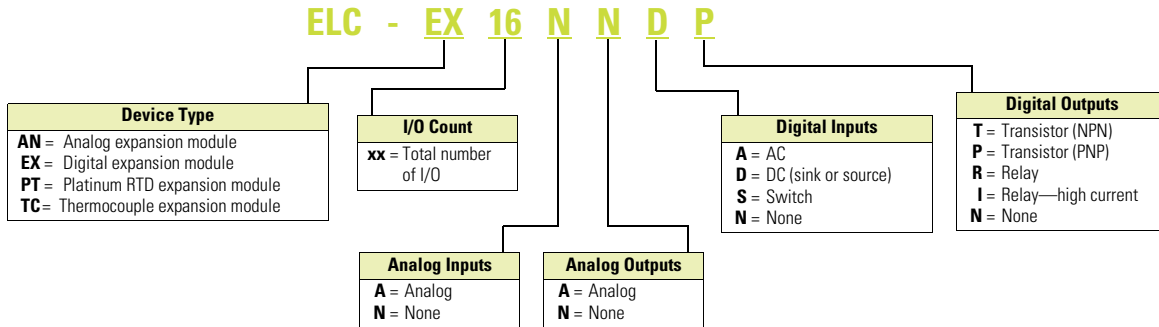 ELC - EX 16 N N D P
Device Type
AN = Analog expansion module
EX = Digital expansion module
PT = Platinum RTD expansion module
TC = Thermocouple expansion module
I/O Count
xx = Total number
of I/O
Digital Inputs
A = AC
D = DC (sink or source)
S = Switch
N = None
Digital Outputs
T = Transistor (NPN)
P = Transistor (PNP)
R = Relay
I = Relay—high current
N = None
Analog Inputs
A = Analog
N = None
Analog Outputs
A = Analog
N = None